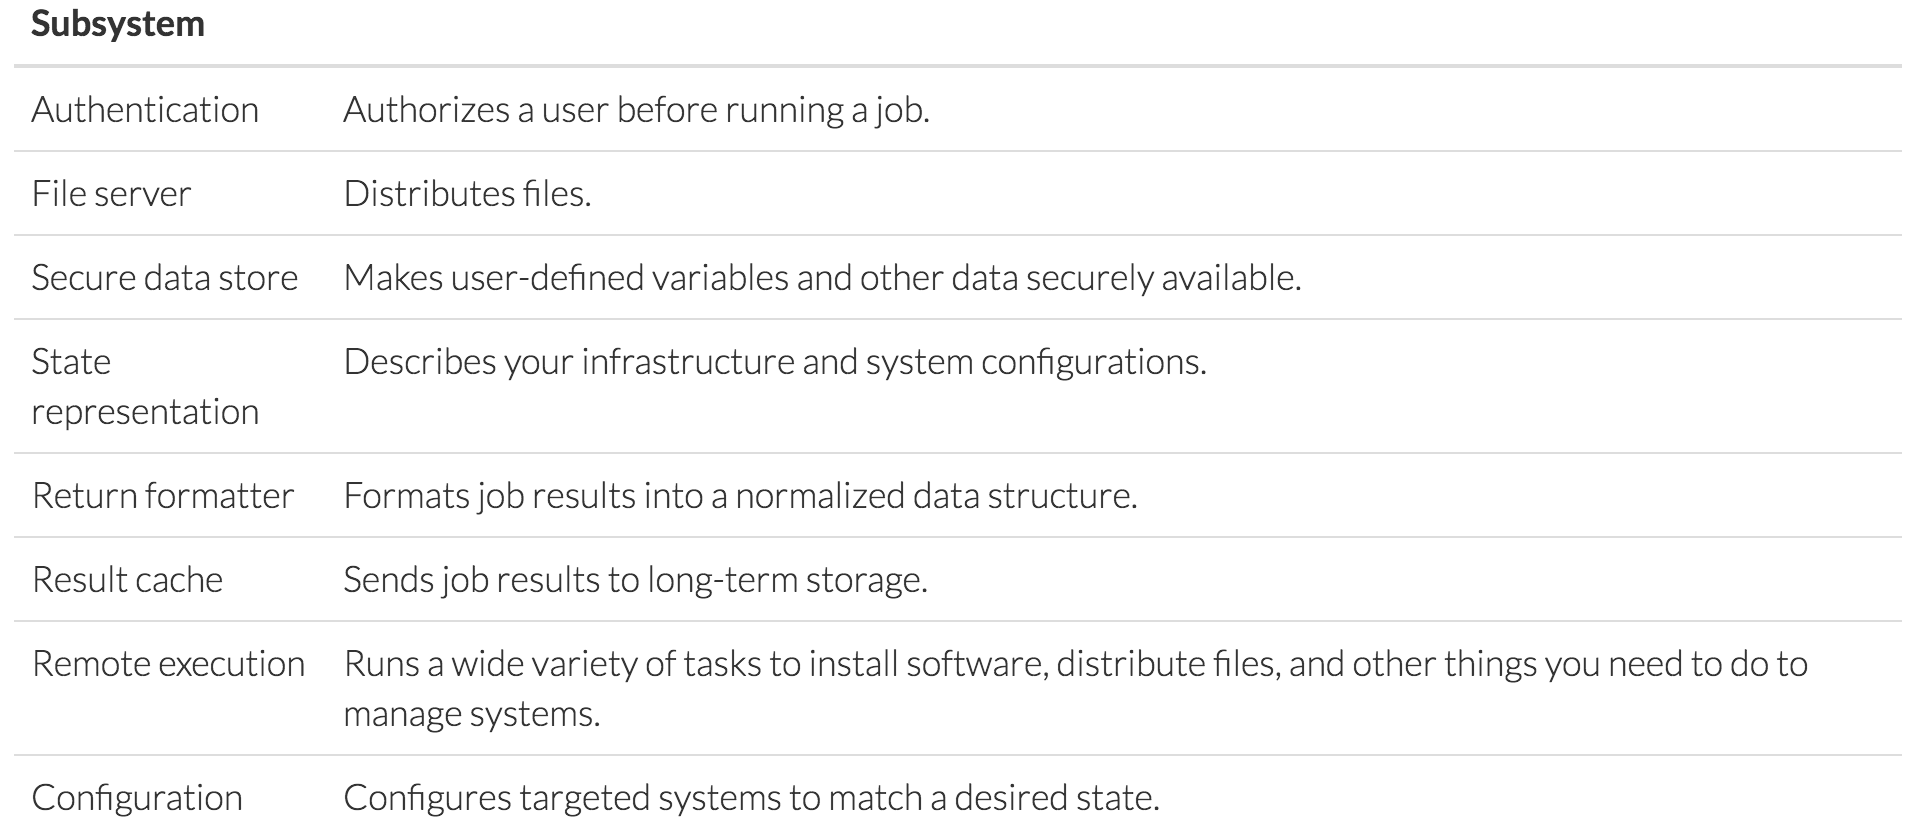 Subsystem
Authentication Authorizes a user before running a job.
File server Distributes files.
Secure data store Makes user-defined variables and other data securely available.
State Describes your infrastructure and system configurations.
representation
Return formatter Formats job results into a normalized data structure.
Result cache Sends job results to long-term storage.
Remote execution Runs a wide variety of tasks to install software, distribute files, and other things you need to do to
manage systems.
Configuration Configures targeted systems to match a desired state.